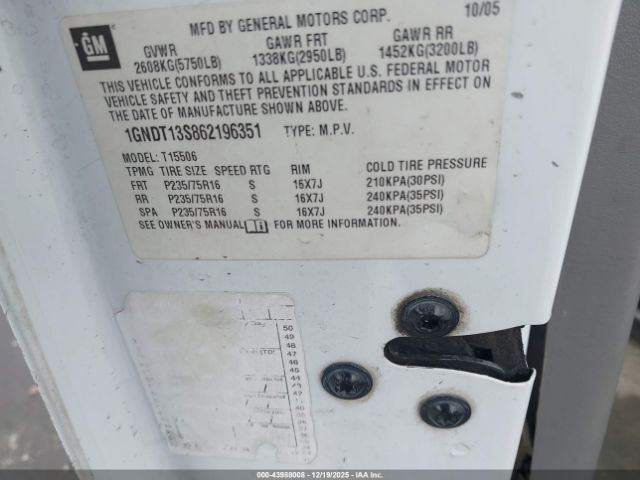 GM
MFD BY GENERAL MOTORS CORP. 10/05
GVWR GAWR FRT GAWR RR
2608KG(5750LB) 1338KG(2950LB) 1452KG(3200LB)
THIS VEHICLE CONFORMS TO ALL APPLICABLE U.S. FEDERAL MOTOR
VEHICLE SAFETY AND THEFT PREVENTION STANDARDS IN EFFECT ON
THE DATE OF MANUFACTURE SHOWN ABOVE.
1GNDT13S862196351 TYPE: M.P.V.
MODEL: T15506
TPMG TIRE SIZE SPEED RTG RIM COLD TIRE PRESSURE
FRT P235/75R16 S 16X7J 210KPA(30PSI)
RR P235/75R16 S 16X7J 240KPA(35PSI)
SPA P235/75R16 S 16X7J 240KPA(35PSI)
SEE OWNER'S MANUAL FOR MORE INFORMATION.
50
49
48
47
46
45
44
42
40
000-43988008 - 12/19/2025 - IAAI, Inc.